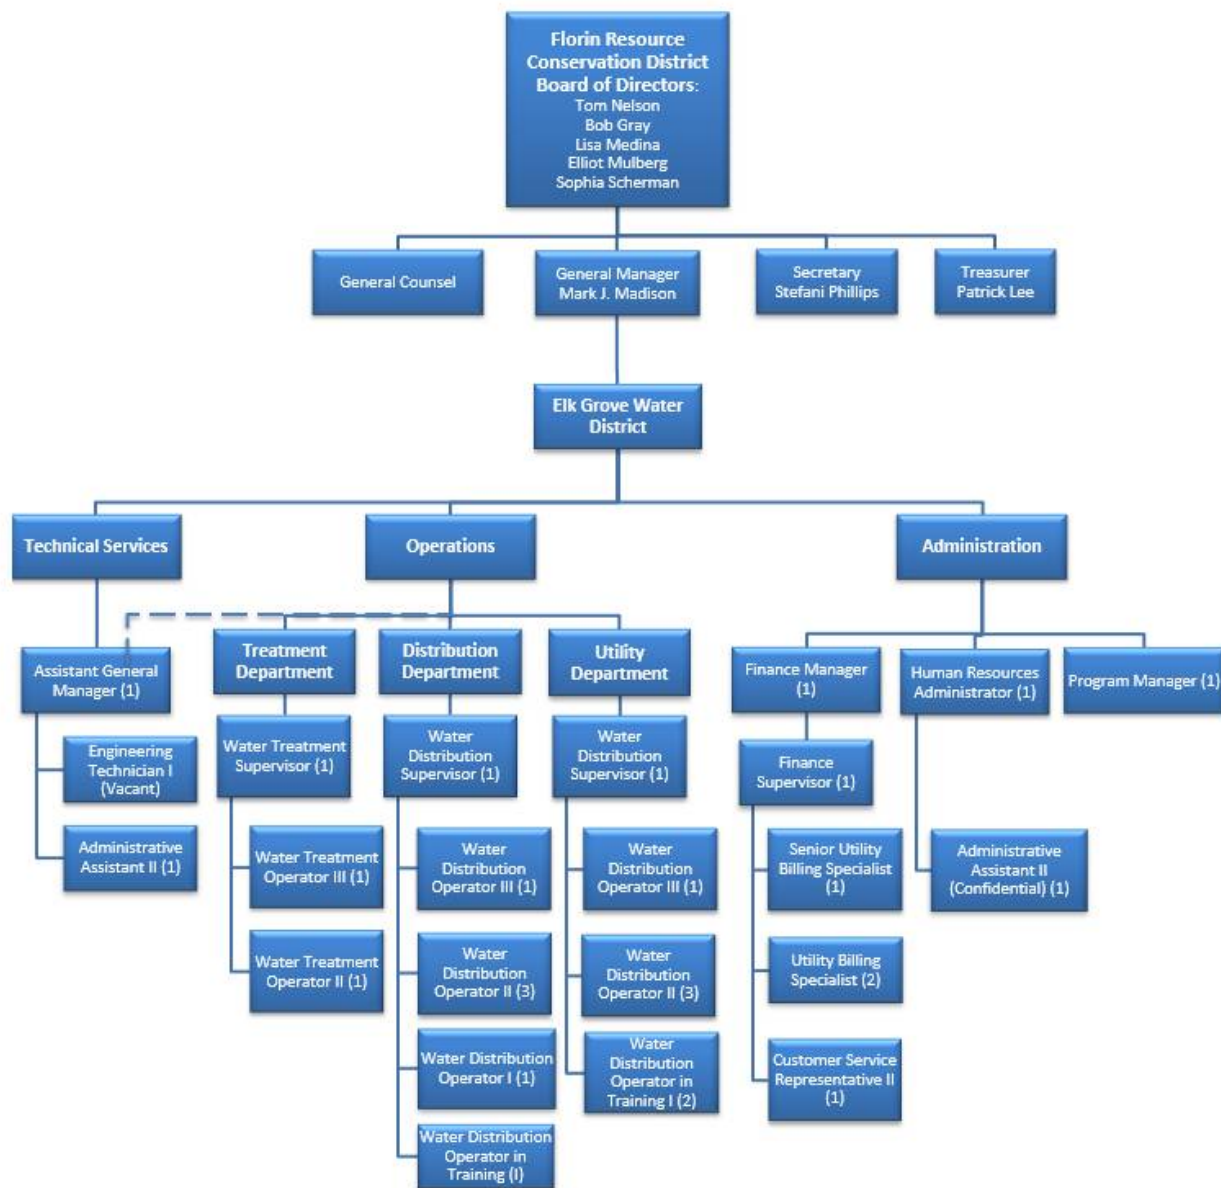 Florin Resource
Conservation District
Board of Directors:
Tom Nelson
Bob Gray
Lisa Medina
Elliot Mulberg
Sophia Scherman
General Counsel
General Manager
Mark J. Madison
Secretary
Stefani Phillips
Treasurer
Patrick Lee
Elk Grove Water
District
Technical Services
Operations
Administration
Assistant General
Manager (1)
Engineering
Technician I
(Vacant)
Administrative
Assistant II (1)
Treatment
Department
Water Treatment
Supervisor (1)
Water Treatment
Operator III (1)
Water Treatment
Operator II (1)
Distribution
Department
Water
Distribution
Supervisor (1)
Water
Distribution
Operator III (1)
Water
Distribution
Operator II (3)
Water Distribution
Operator I (1)
Water Distribution
Operator in
Training (I)
Utility
Department
Water
Distribution
Supervisor (1)
Water
Distribution
Operator III (1)
Water
Distribution
Operator II (3)
Water
Distribution
Operator in
Training I (2)
Finance Manager
(1)
Finance
Supervisor (1)
Senior Utility
Billing Specialist
(1)
Utility Billing
Specialist (2)
Customer Service
Representative II
(1)
Human Resources
Administrator (1)
Administrative
Assistant II
(Confidential) (1)
Program Manager (1)